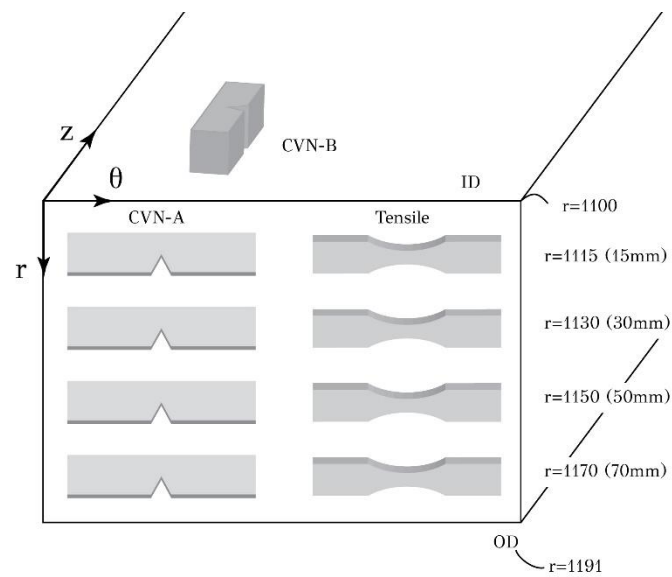 z
CVN-B
θ
ID
r=1100
CVN-A
Tensile
r
r=1115 (15mm)
r=1130 (30mm)
r=1150 (50mm)
r=1170 (70mm)
OD
r=1191